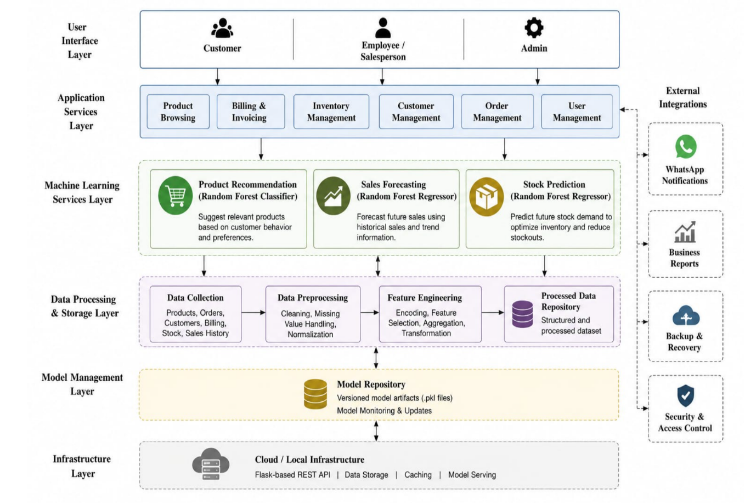 User
Interface
Layer
Customer
Employee /
Salesperson
Admin
Application
Services
Layer
Product
Browsing
Billing &
Invoicing
Inventory
Management
Customer
Management
Order
Management
User
Management
External
Integrations
WhatsApp
Notifications
Business
Reports
Backup &
Recovery
Security &
Access Control
Machine Learning
Services Layer
Product Recommendation
(Random Forest Classifier)
Suggest relevant products
based on customer behavior
and preferences.
Sales Forecasting
(Random Forest Regressor)
Forecast future sales using
historical sales and trend
information.
Stock Prediction
(Random Forest Regressor)
Predict future stock demand to
optimize inventory and reduce
stockouts.
Data Processing
& Storage Layer
Data Collection
Products, Orders,
Customers, Billing,
Stock, Sales History
Data Preprocessing
Cleaning, Missing
Value Handling,
Normalization
Feature Engineering
Encoding, Feature
Selection, Aggregation,
Transformation
Processed Data
Repository
Structured and
processed dataset
Model Management
Layer
Model Repository
Versioned model artifacts (.pkl files)
Model Monitoring & Updates
Infrastructure
Layer
Cloud / Local Infrastructure
Flask-based REST API | Data Storage | Caching | Model Serving